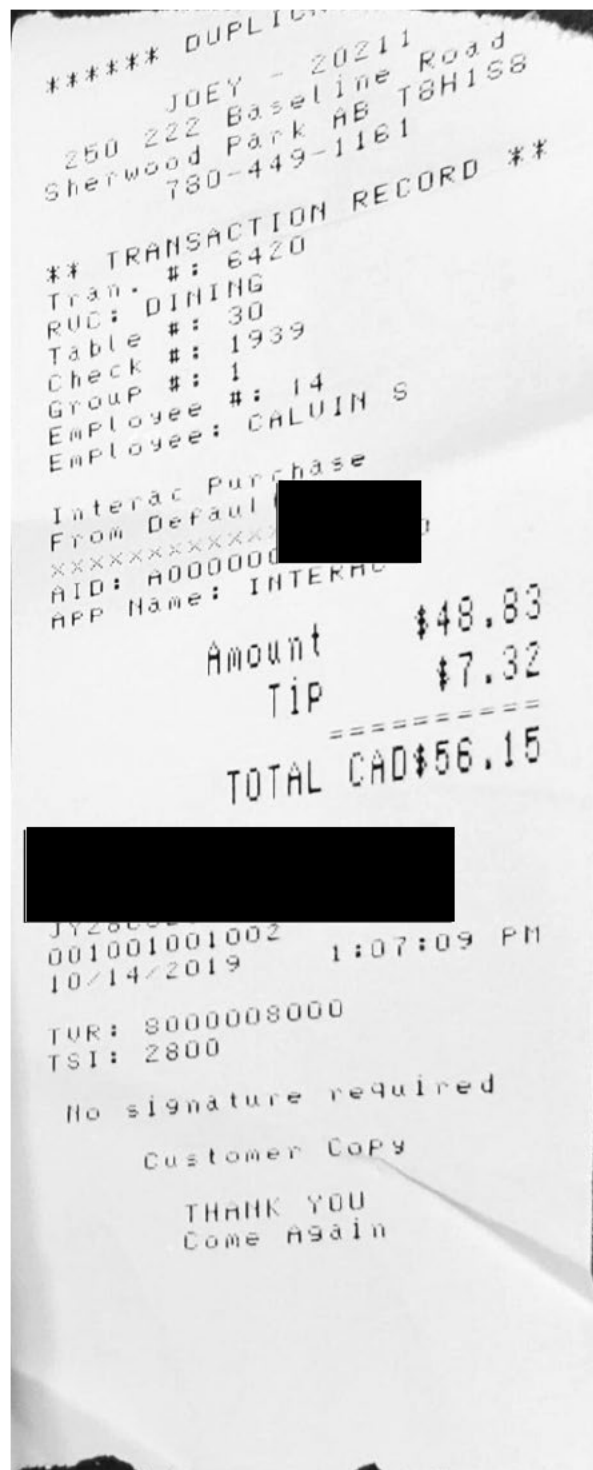 ****** DUPLIC
JOEY - 20211
250 222 Baseline Road
Sherwood Park AB T8H1S8
780-449-1161
** TRANSACTION RECORD **
Tran. #: 6420
RVC: DINING
Table #: 30
Check #: 1939
Group #: 1
Employee #: 14
Employee: CALVIN S
Interac Purchase
From Defaul
XXXXXXXXXXXX
AID: A000000
APP Name: INTERAC
Amount $48.83
Tip $7.32
==========
TOTAL CAD$56.15
001001001002
10/14/2019 1:07:09 PM
TVR: 8000008000
TSI: 2800
No signature required
Customer Copy
THANK YOU
Come Again